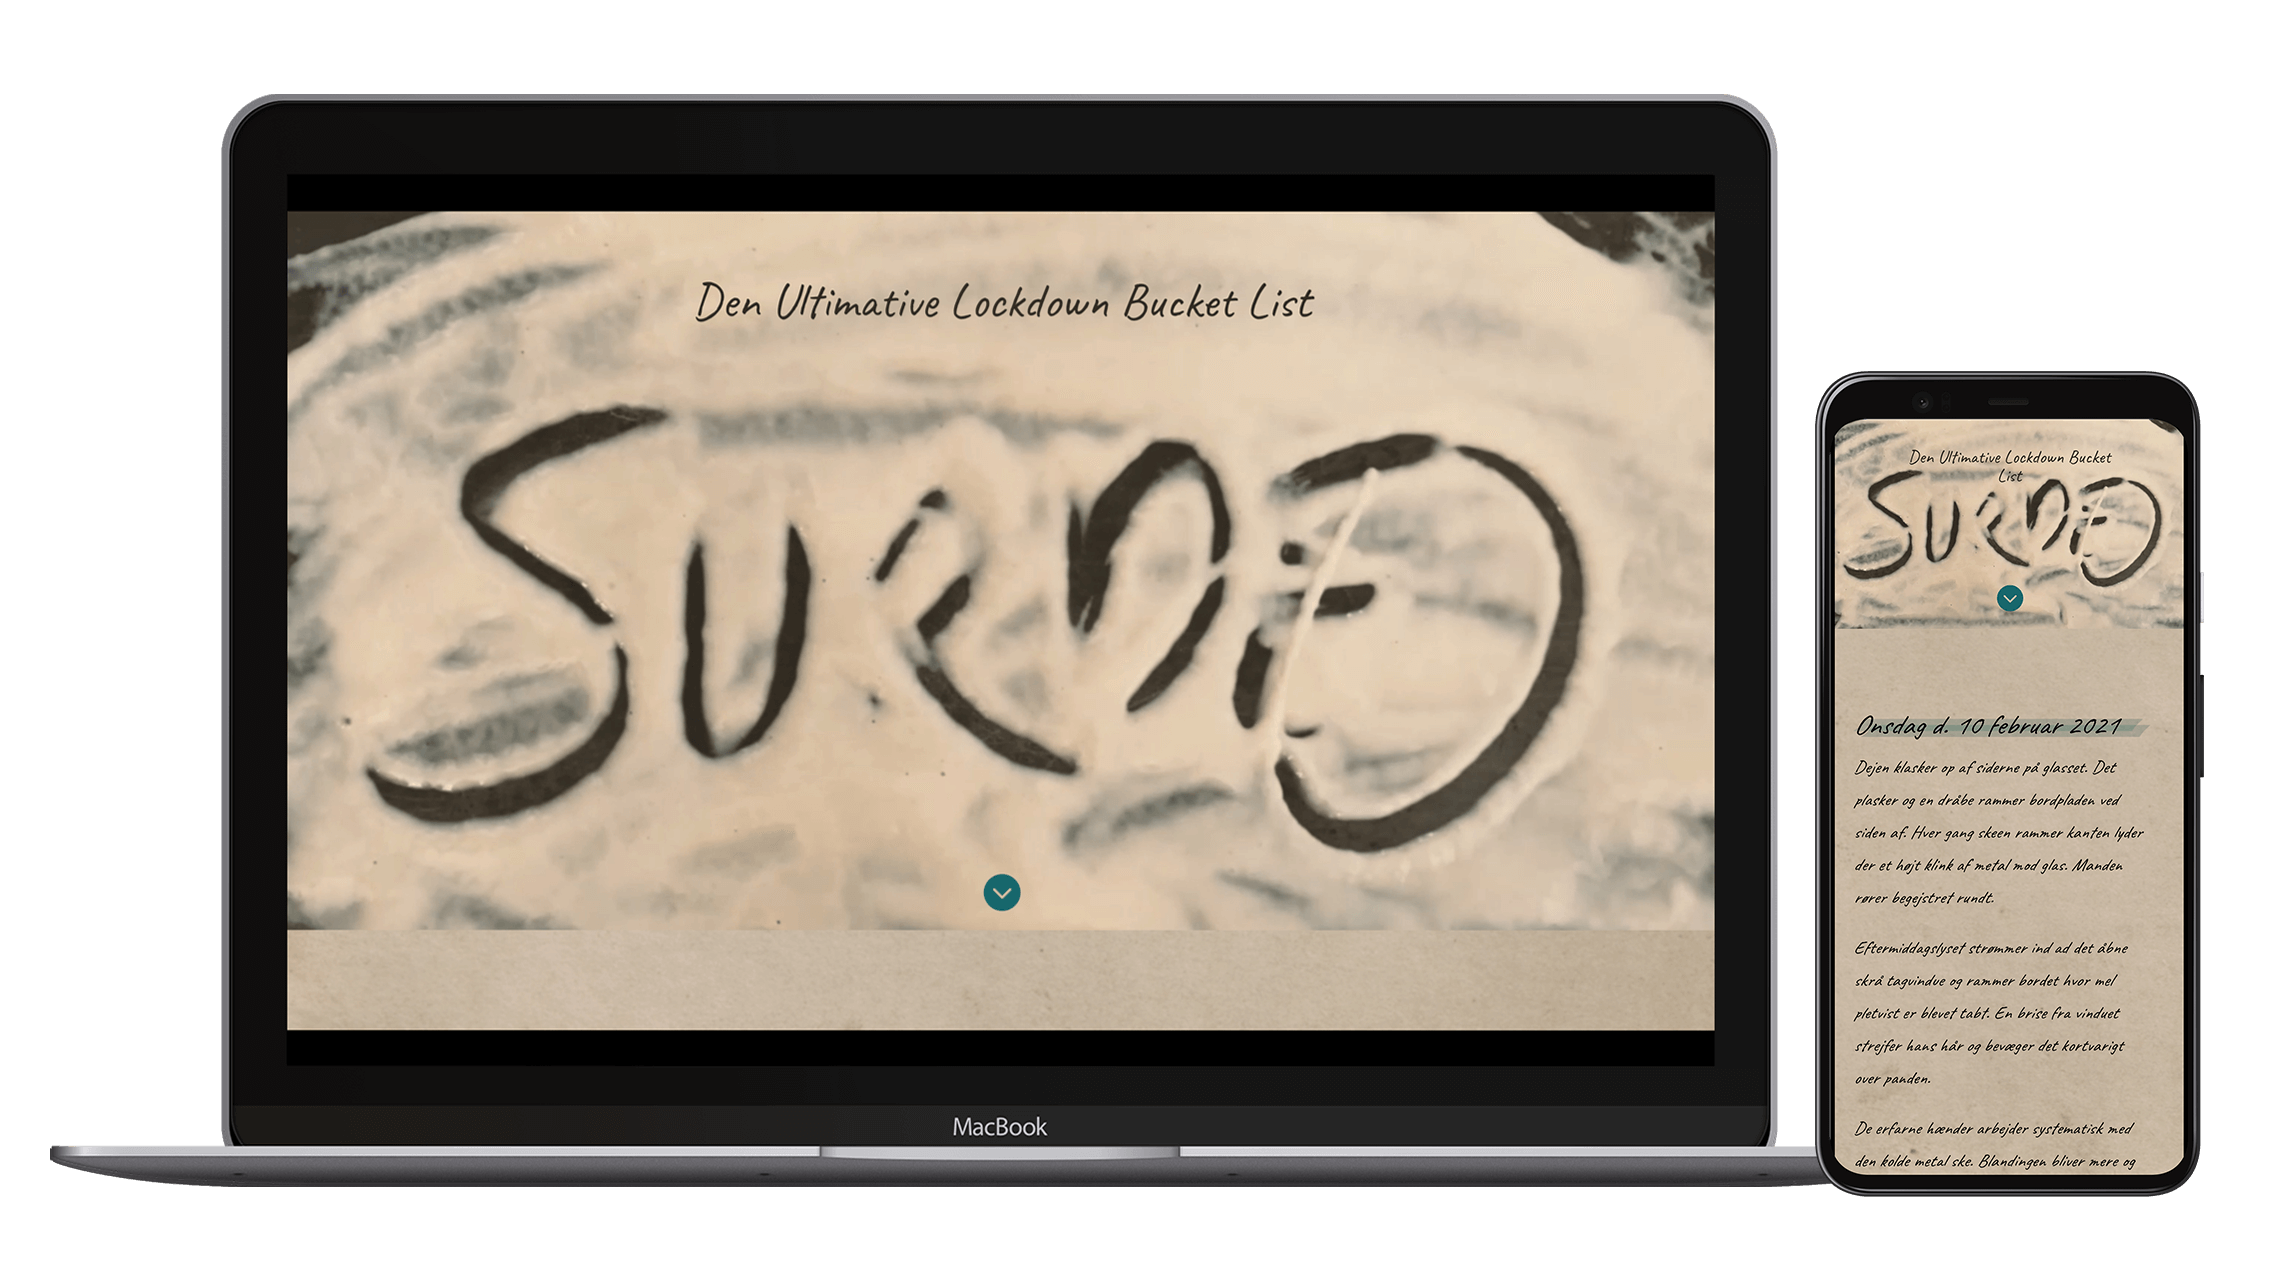 Den Ultimative Lockdown Bucket List
SURDEJ
MacBook
Den Ultimative Lockdown Bucket
List
SURDEJ
Onsdag d. 10 februar 2021
Dejen klasker op af siderne på glasset. Det
plasker og en dråbe rammer bordpladen ved
siden af. Hver gang skeen rammer kanten lyder
der et højt klink af metal mod glas. Manden
rører begejstret rundt.
Eftermiddagslyset strømmer ind ad det åbne
skrå tagvindue og rammer bordet hvor mel
pletvist er blevet tabt. En brise fra vinduet
strejfer hans hår og bevæger det kortvarigt
over panden.
De erfarne hænder arbejder systematisk med
den kolde metal ske. Blandingen bliver mere og